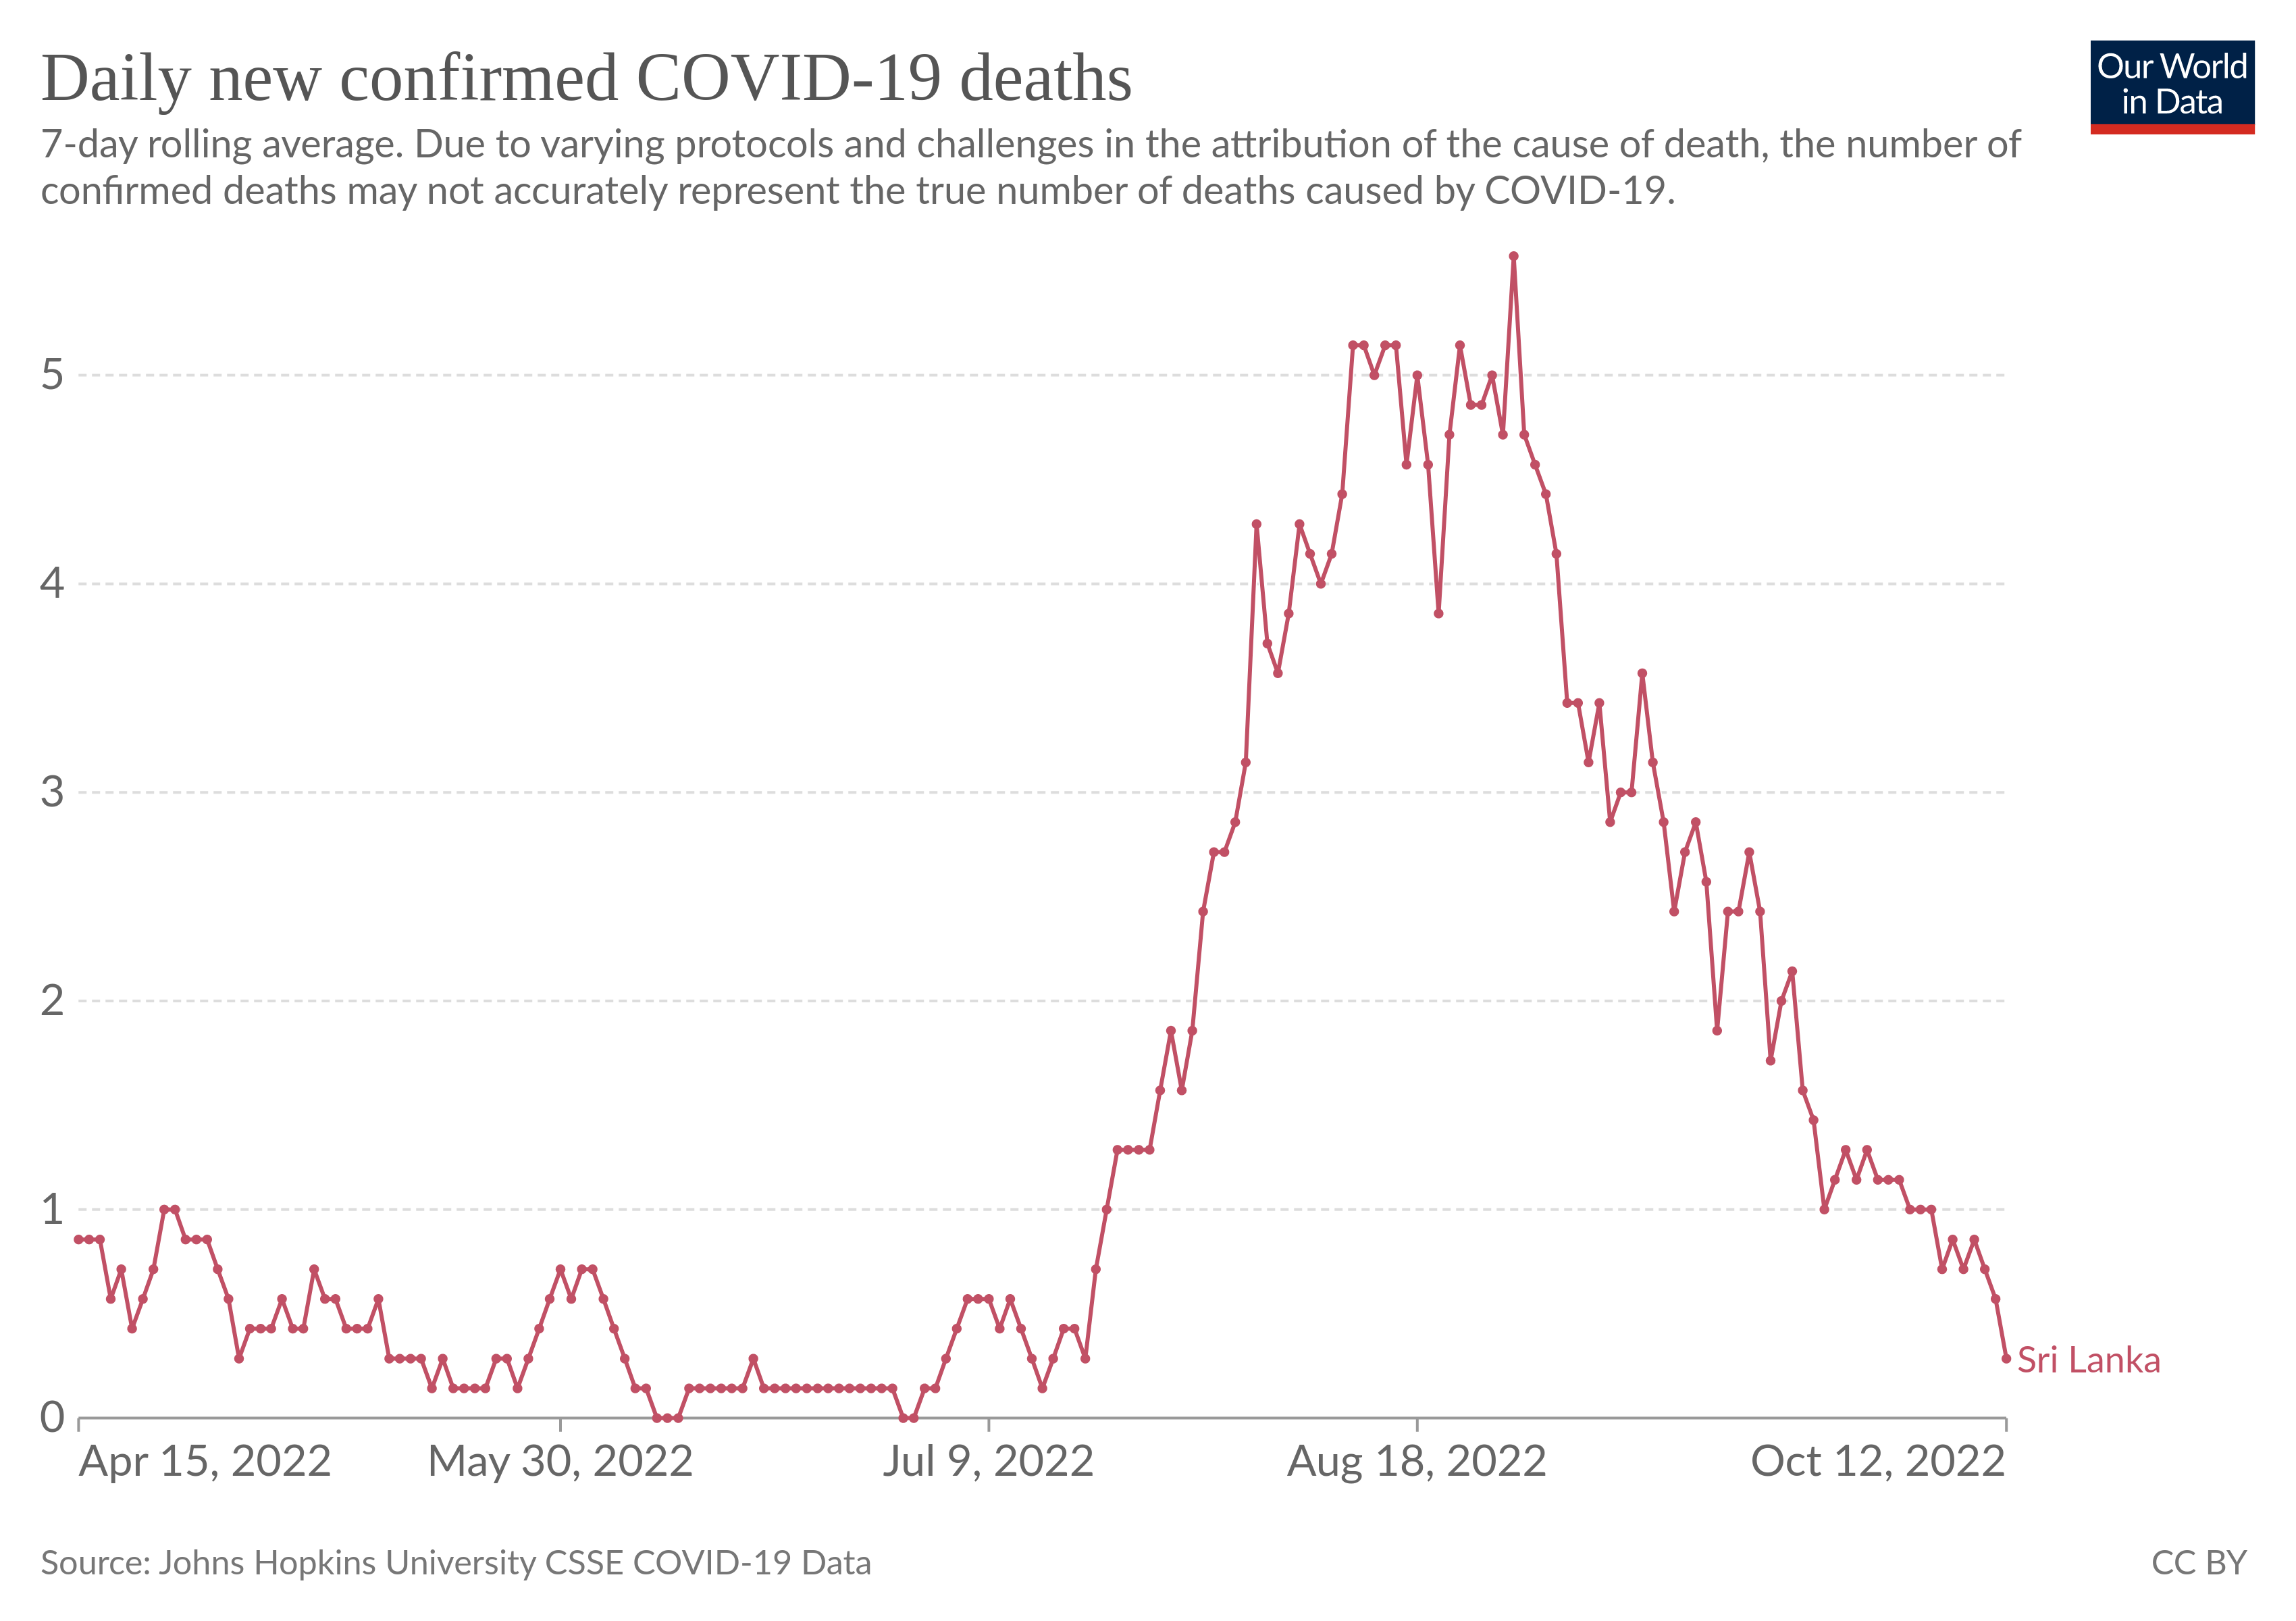 Daily new confirmed COVID-19 deaths
Our World
in Data
7-day rolling average. Due to varying protocols and challenges in the attribution of the cause of death, the number of
confirmed deaths may not accurately represent the true number of deaths caused by COVID-19.
5
4
3
2
1
0
Sri Lanka
Apr 15, 2022 May 30, 2022 Jul 9, 2022 Aug 18, 2022 Oct 12, 2022
Source: Johns Hopkins University CSSE COVID-19 Data CC BY